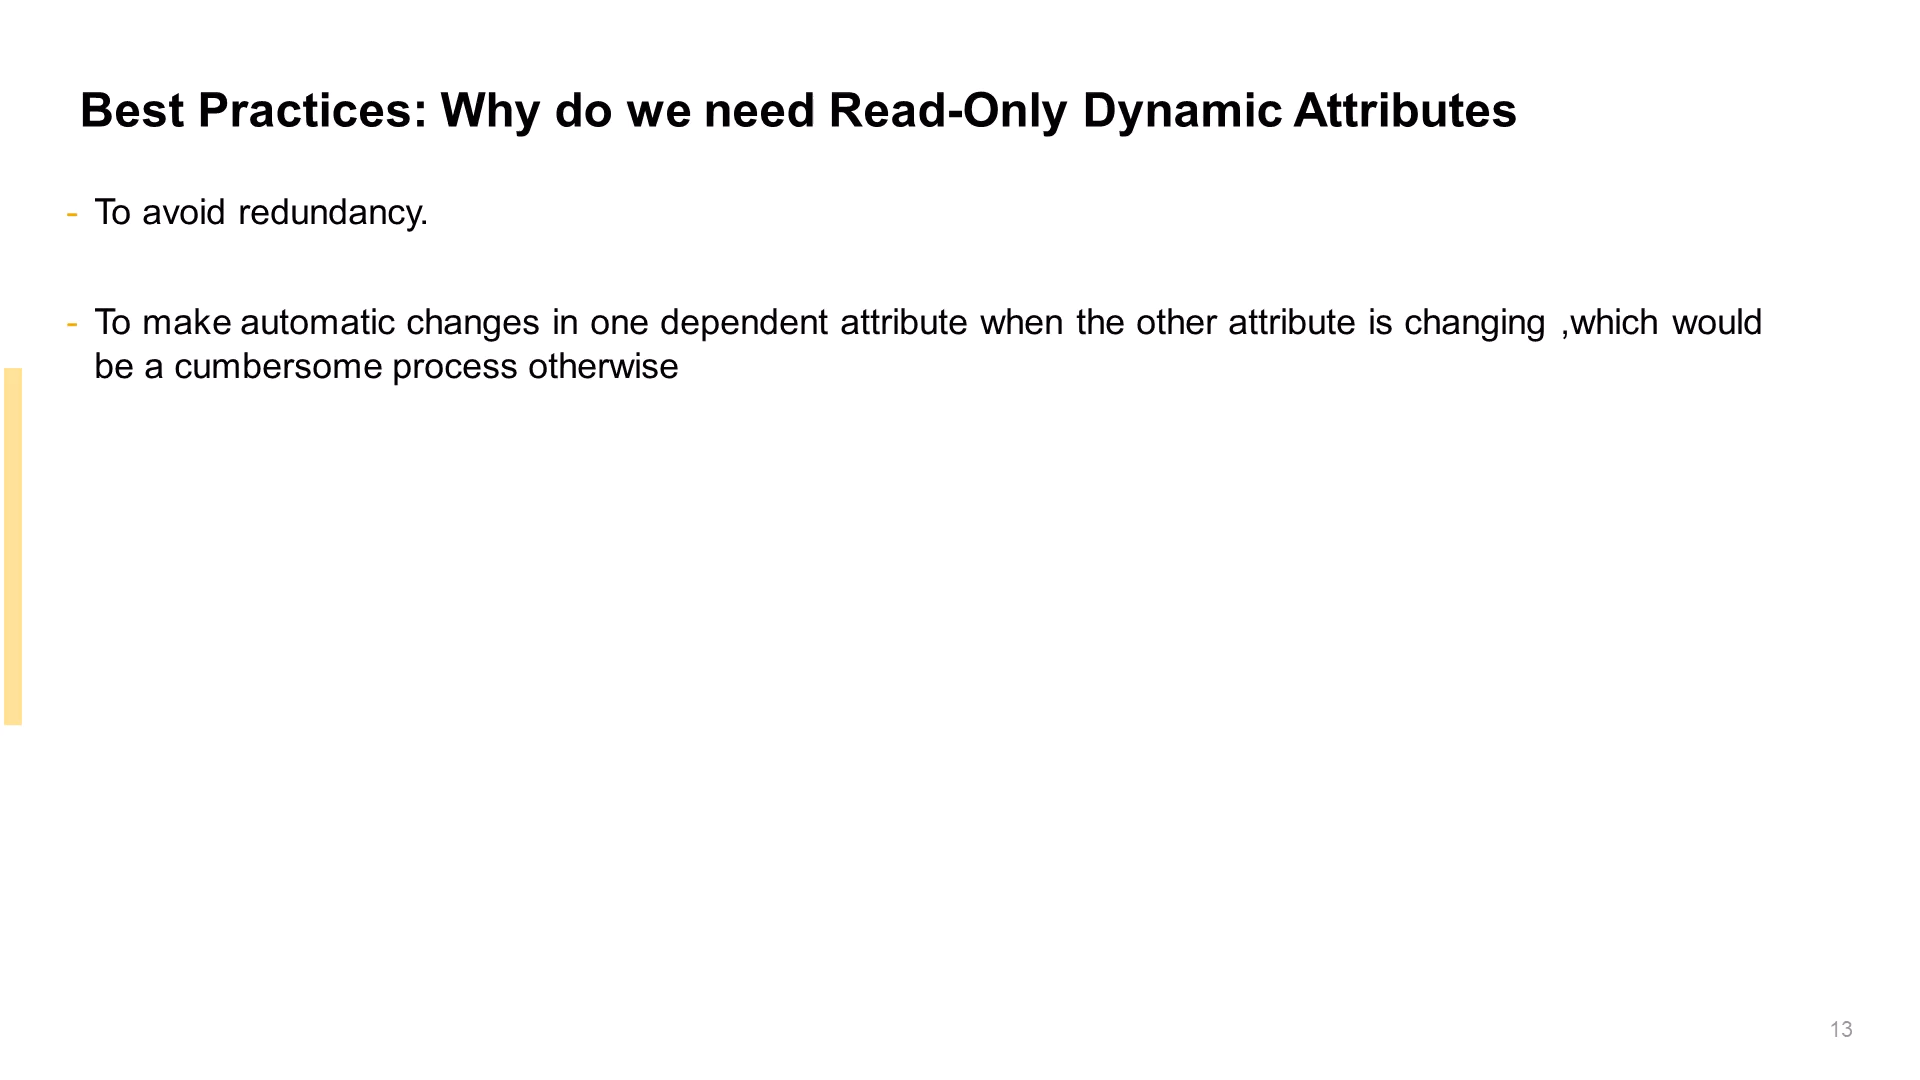 Best Practices: Why do we need Read-Only Dynamic Attributes
- To avoid redundancy.
- To make automatic changes in one dependent attribute when the other attribute is changing ,which would
be a cumbersome process otherwise
13